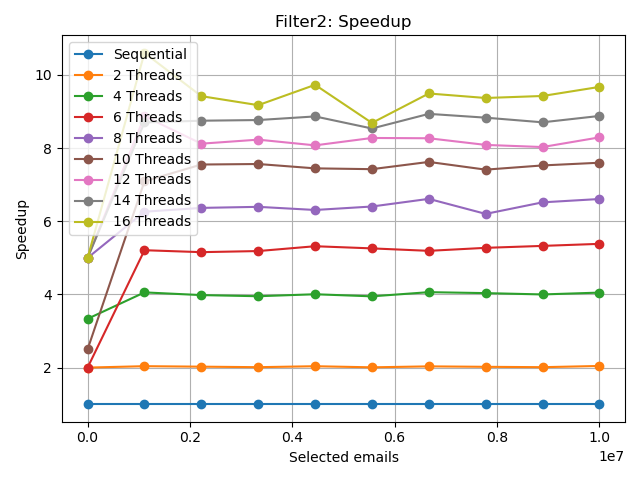 Filter2: Speedup
Sequential
2 Threads
4 Threads
6 Threads
8 Threads
10 Threads
12 Threads
14 Threads
16 Threads
Speedup
10
8
6
4
2
0.0 0.2 0.4 0.6 0.8 1.0
1e7
Selected emails